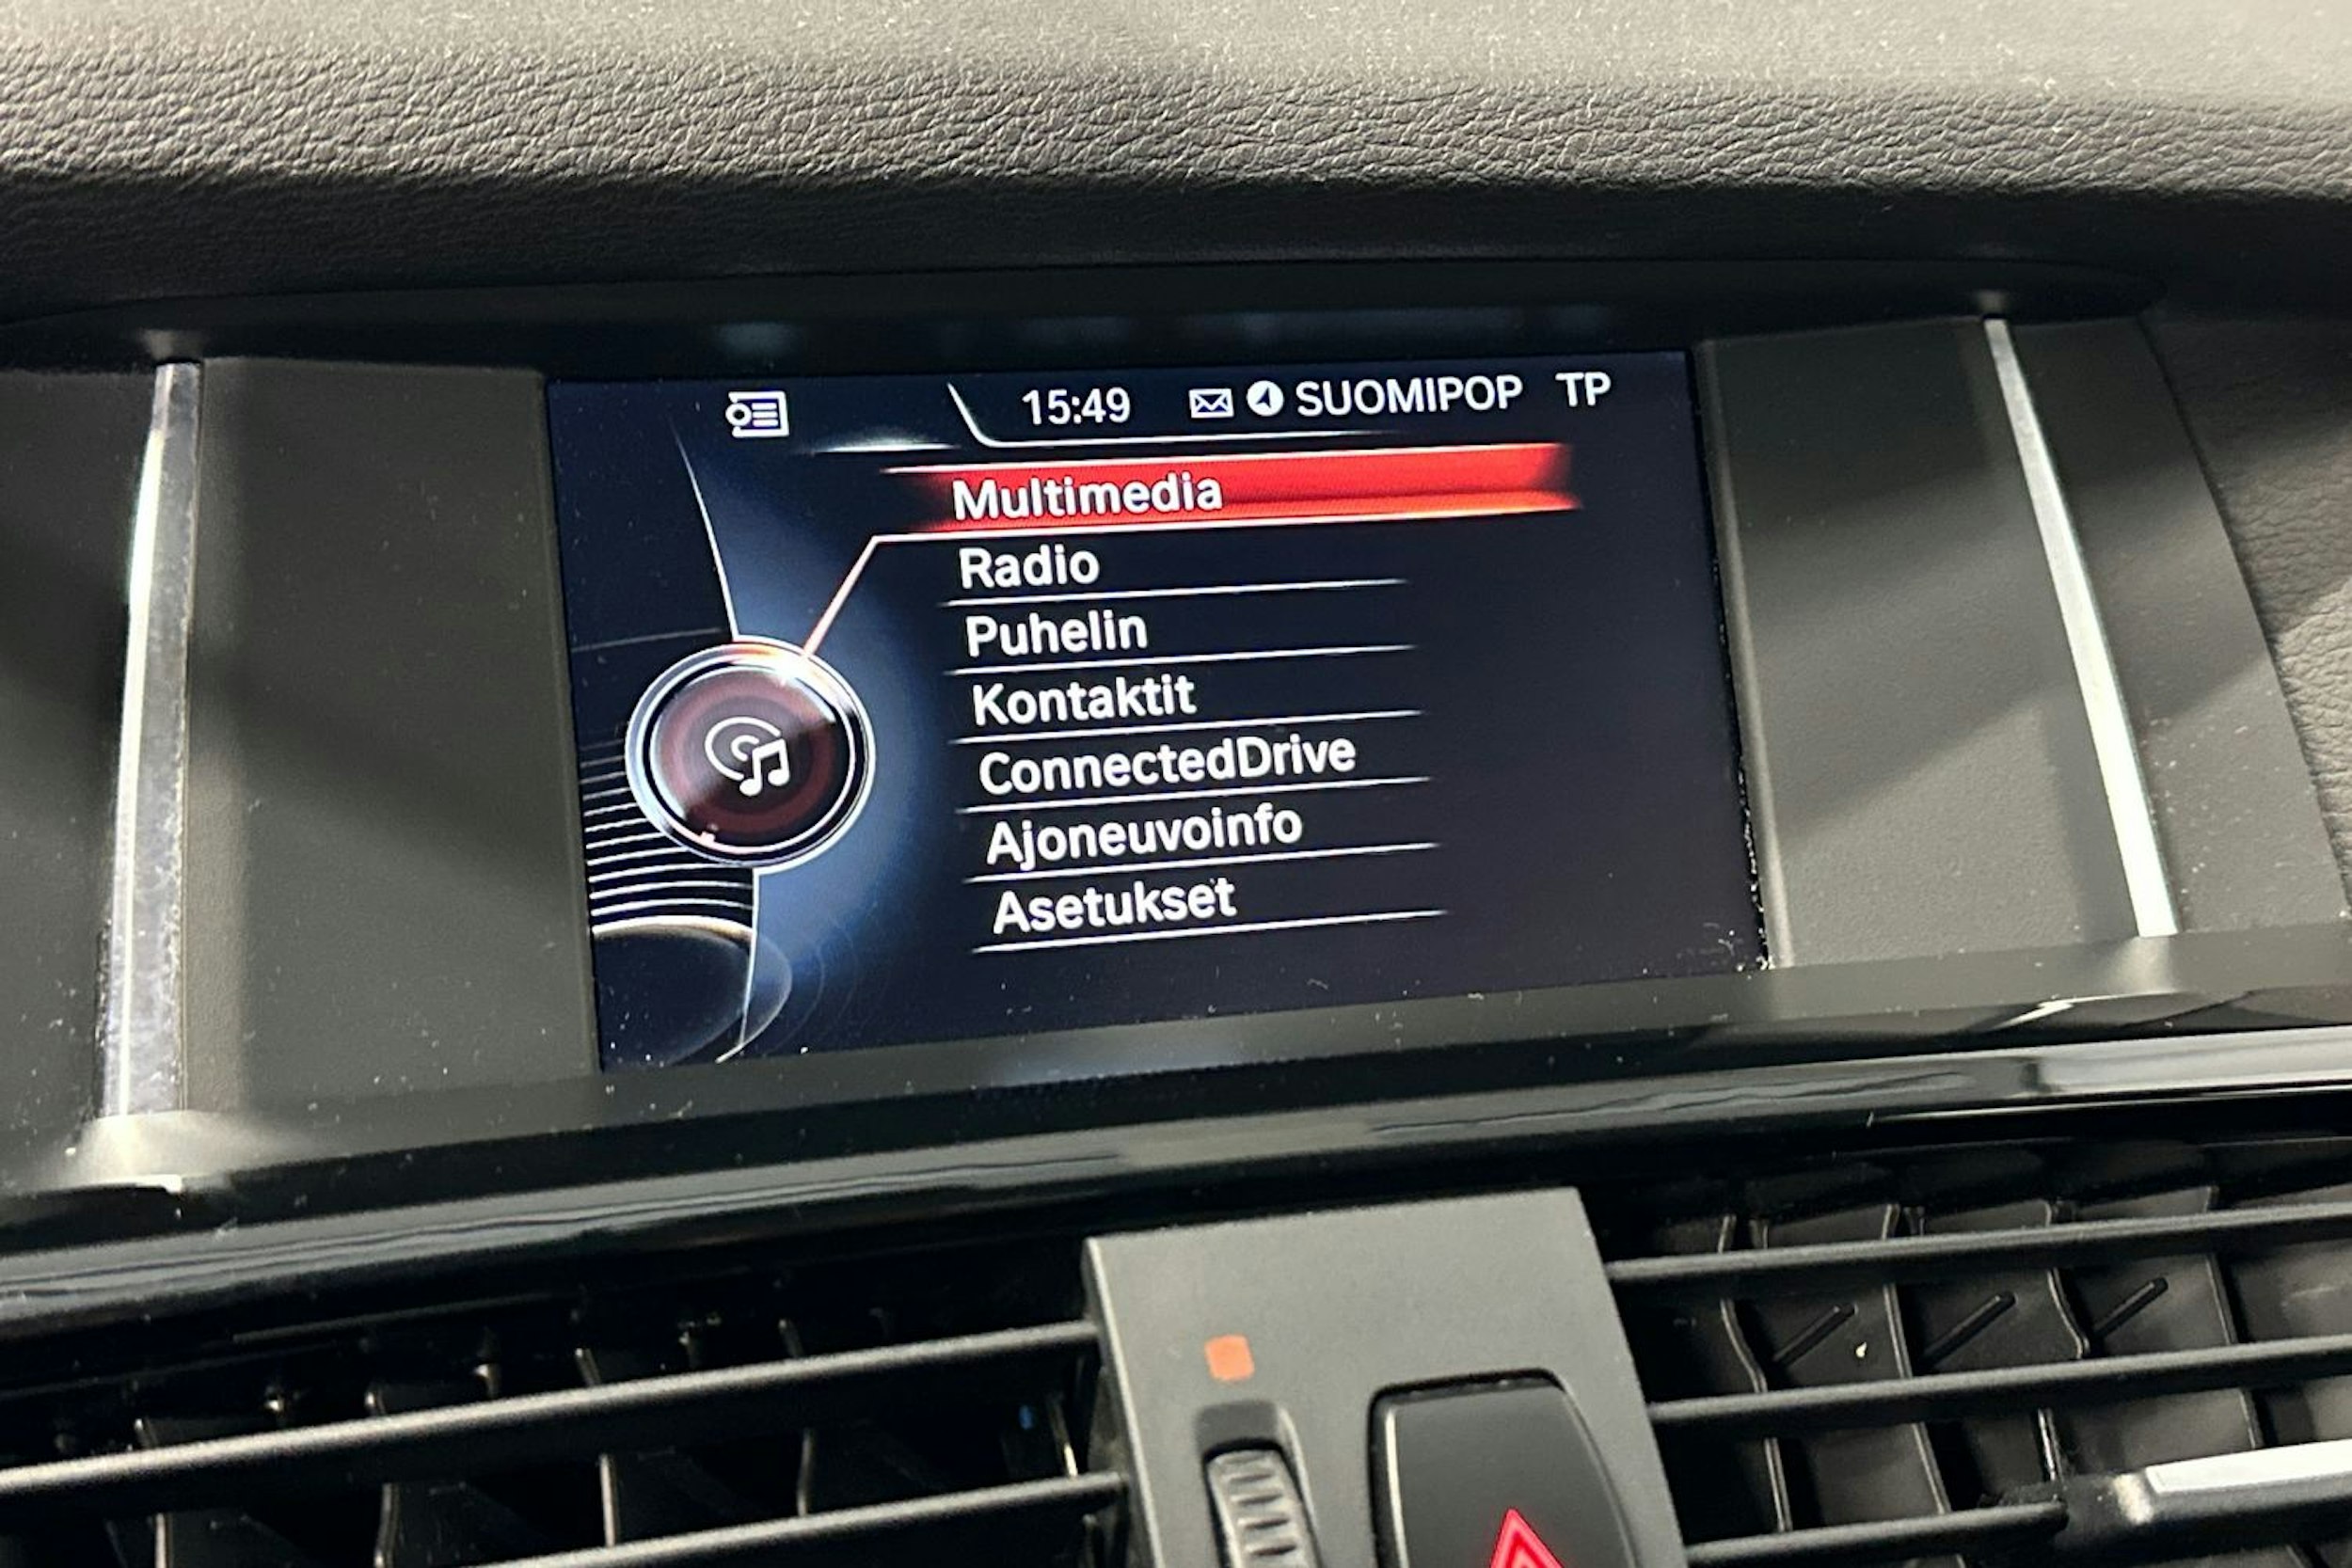 15:49 SUOMIPOP TP
Multimedia
Radio
Puhelin
Kontaktit
ConnectedDrive
Ajoneuvoinfo
Asetukset